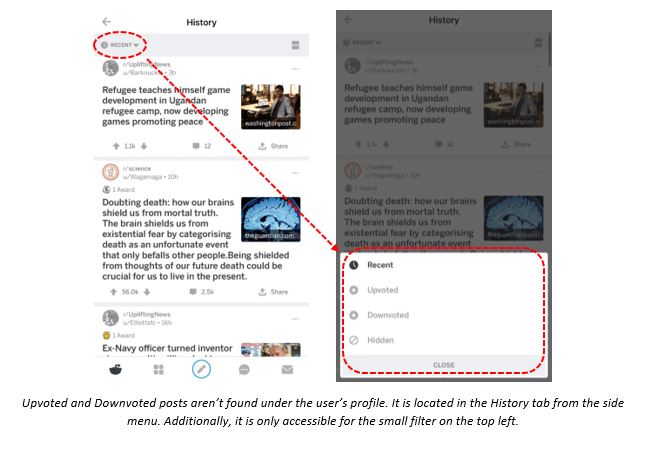 History
RECENT
r/UpliftingNews
u/Barknuckle • 3h
Refugee teaches himself game
development in Ugandan
refugee camp, now developing
games promoting peace
washingtonpost.c
1.1k
12
Share
r/science
u/Wagamaga • 10h
1 Award
Doubting death: how our brains
shield us from mortal truth.
The brain shields us from
existential fear by categorising
death as an unfortunate event
that only befalls other people.Being shielded
from thoughts of our future death could be
crucial for us to live in the present.
theguardian.com
56.0k
2.5k
Share
r/UpliftingNews
u/Elliottafc • 16h
1 Award
Ex-Navy officer turned inventor
History
RECENT
r/UpliftingNews
u/Barknuckle • 3h
Refugee teaches himself game
development in Ugandan
refugee camp, now developing
games promoting peace
washingtonpost.c
1.1k
12
Share
r/science
u/Wagamaga • 10h
1 Award
Doubting death: how our brains
shield us from mortal truth.
The brain shields us from
existential fear by categorising
theguardian.com
Recent
Upvoted
Downvoted
Hidden
CLOSE
Upvoted and Downvoted posts aren’t found under the user’s profile. It is located in the History tab from the side
menu. Additionally, it is only accessible for the small filter on the top left.